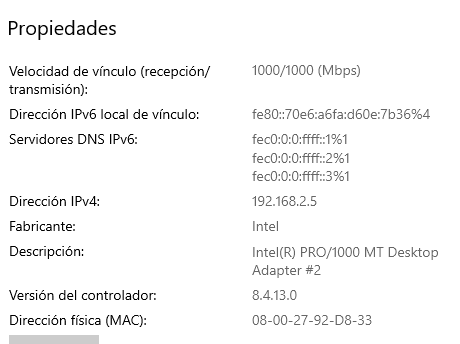 Propiedades
Velocidad de vínculo (recepción/ 1000/1000 (Mbps)
transmisión):
Dirección IPv6 local de vínculo: fe80::70e6:a6fa:d60e:7b36%4
Servidores DNS IPv6: fec0:0:0:ffff::1%1
fec0:0:0:ffff::2%1
fec0:0:0:ffff::3%1
Dirección IPv4: 192.168.2.5
Fabricante: Intel
Descripción: Intel(R) PRO/1000 MT Desktop
Adapter #2
Versión del controlador: 8.4.13.0
Dirección física (MAC): 08-00-27-92-D8-33